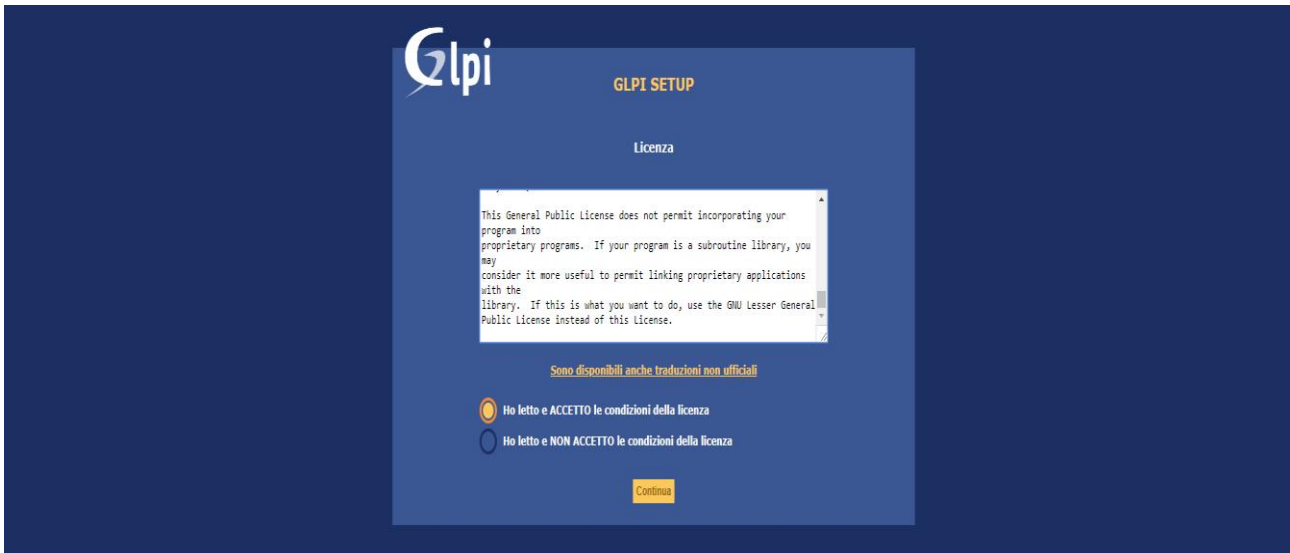 Glpi
GLPI SETUP
Licenza
This General Public License does not permit incorporating your
program into
proprietary programs.  If your program is a subroutine library, you
may
consider it more useful to permit linking proprietary applications
with the
library.  If this is what you want to do, use the GNU Lesser General
Public License instead of this License.
Sono disponibili anche traduzioni non ufficiali
Ho letto e ACCETTO le condizioni della licenza
Ho letto e NON ACCETTO le condizioni della licenza
Continua